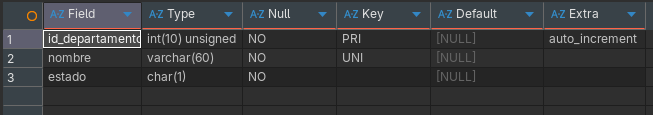 A-Z Field A-Z Type A-Z Null A-Z Key A-Z Default A-Z Extra
1 id_departamento int(10) unsigned NO PRI [NULL] auto_increment
2 nombre varchar(60) NO UNI [NULL]
3 estado char(1) NO [NULL]